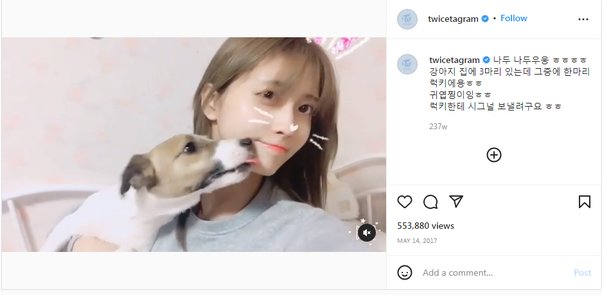 twicetagram • Follow
twicetagram 나두 나두우웅 ㅎㅎㅎㅎ
강아지 집에 3마리 있는데 그중에 한마리
럭키에용ㅎㅎ
귀엽찡이잉ㅎㅎ
럭키한테 시그널 보낼려구요 ㅎㅎ
237w
553,880 views
MAY 14, 2017
Add a comment...
Post